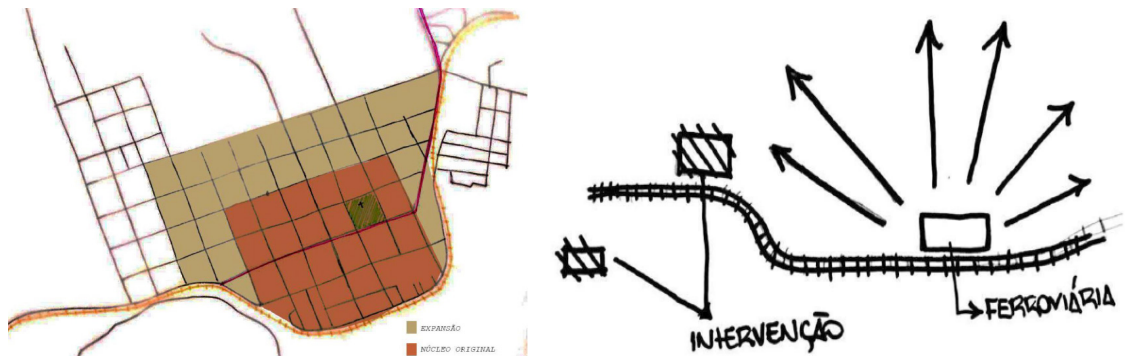 EXPANSÃO
NÚCLEO ORIGINAL
INTERVENÇÃO
FERROVIÁRIA